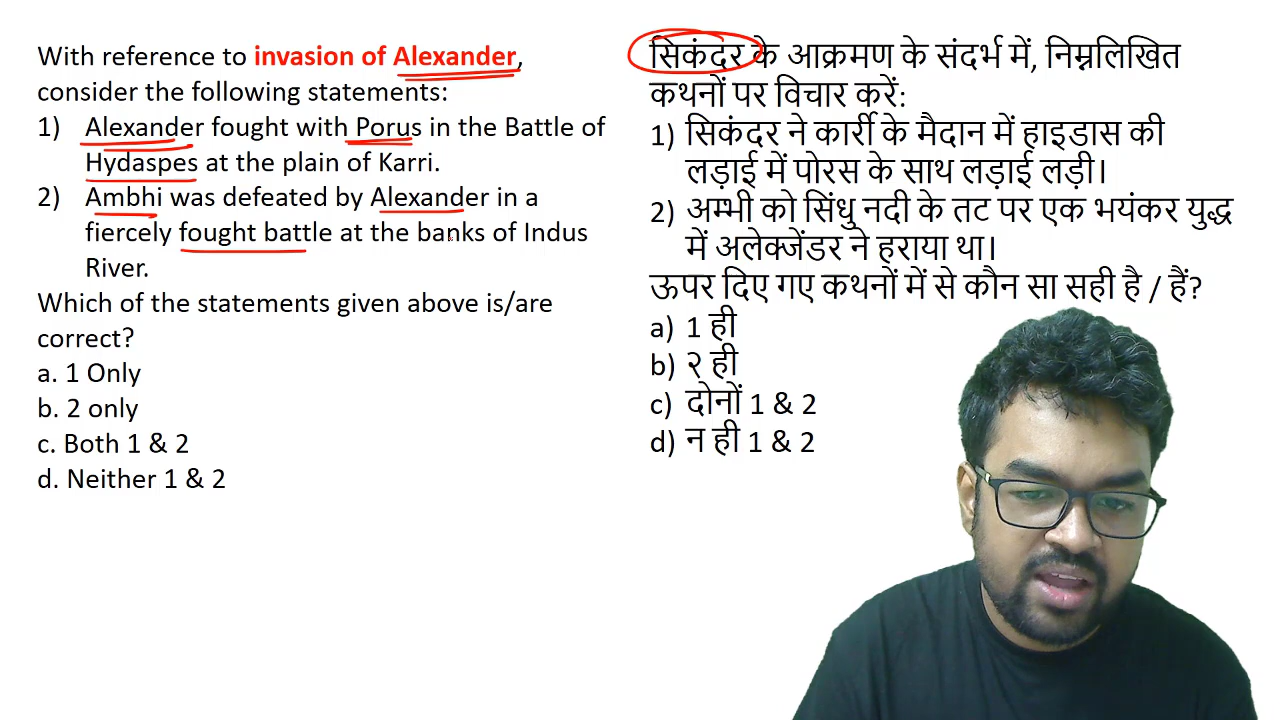 With reference to invasion of Alexander,
consider the following statements:
1) Alexander fought with Porus in the Battle of
Hydaspes at the plain of Karri.
2) Ambhi was defeated by Alexander in a
fiercely fought battle at the banks of Indus
River.
Which of the statements given above is/are
correct?
a. 1 Only
b. 2 only
c. Both 1 & 2
d. Neither 1 & 2
सिकंदर के आक्रमण के संदर्भ में, निम्नलिखित
कथनों पर विचार करें:
1) सिकंदर ने कार्री के मैदान में हाइडास की
लड़ाई में पोरस के साथ लड़ाई लड़ी।
2) अम्भी को सिंधु नदी के तट पर एक भयंकर युद्ध
में अलेक्जेंडर ने हराया था।
ऊपर दिए गए कथनों में से कौन सा सही है / हैं?
a) 1 ही
b) २ ही
c) दोनों 1 & 2
d) न ही 1 & 2